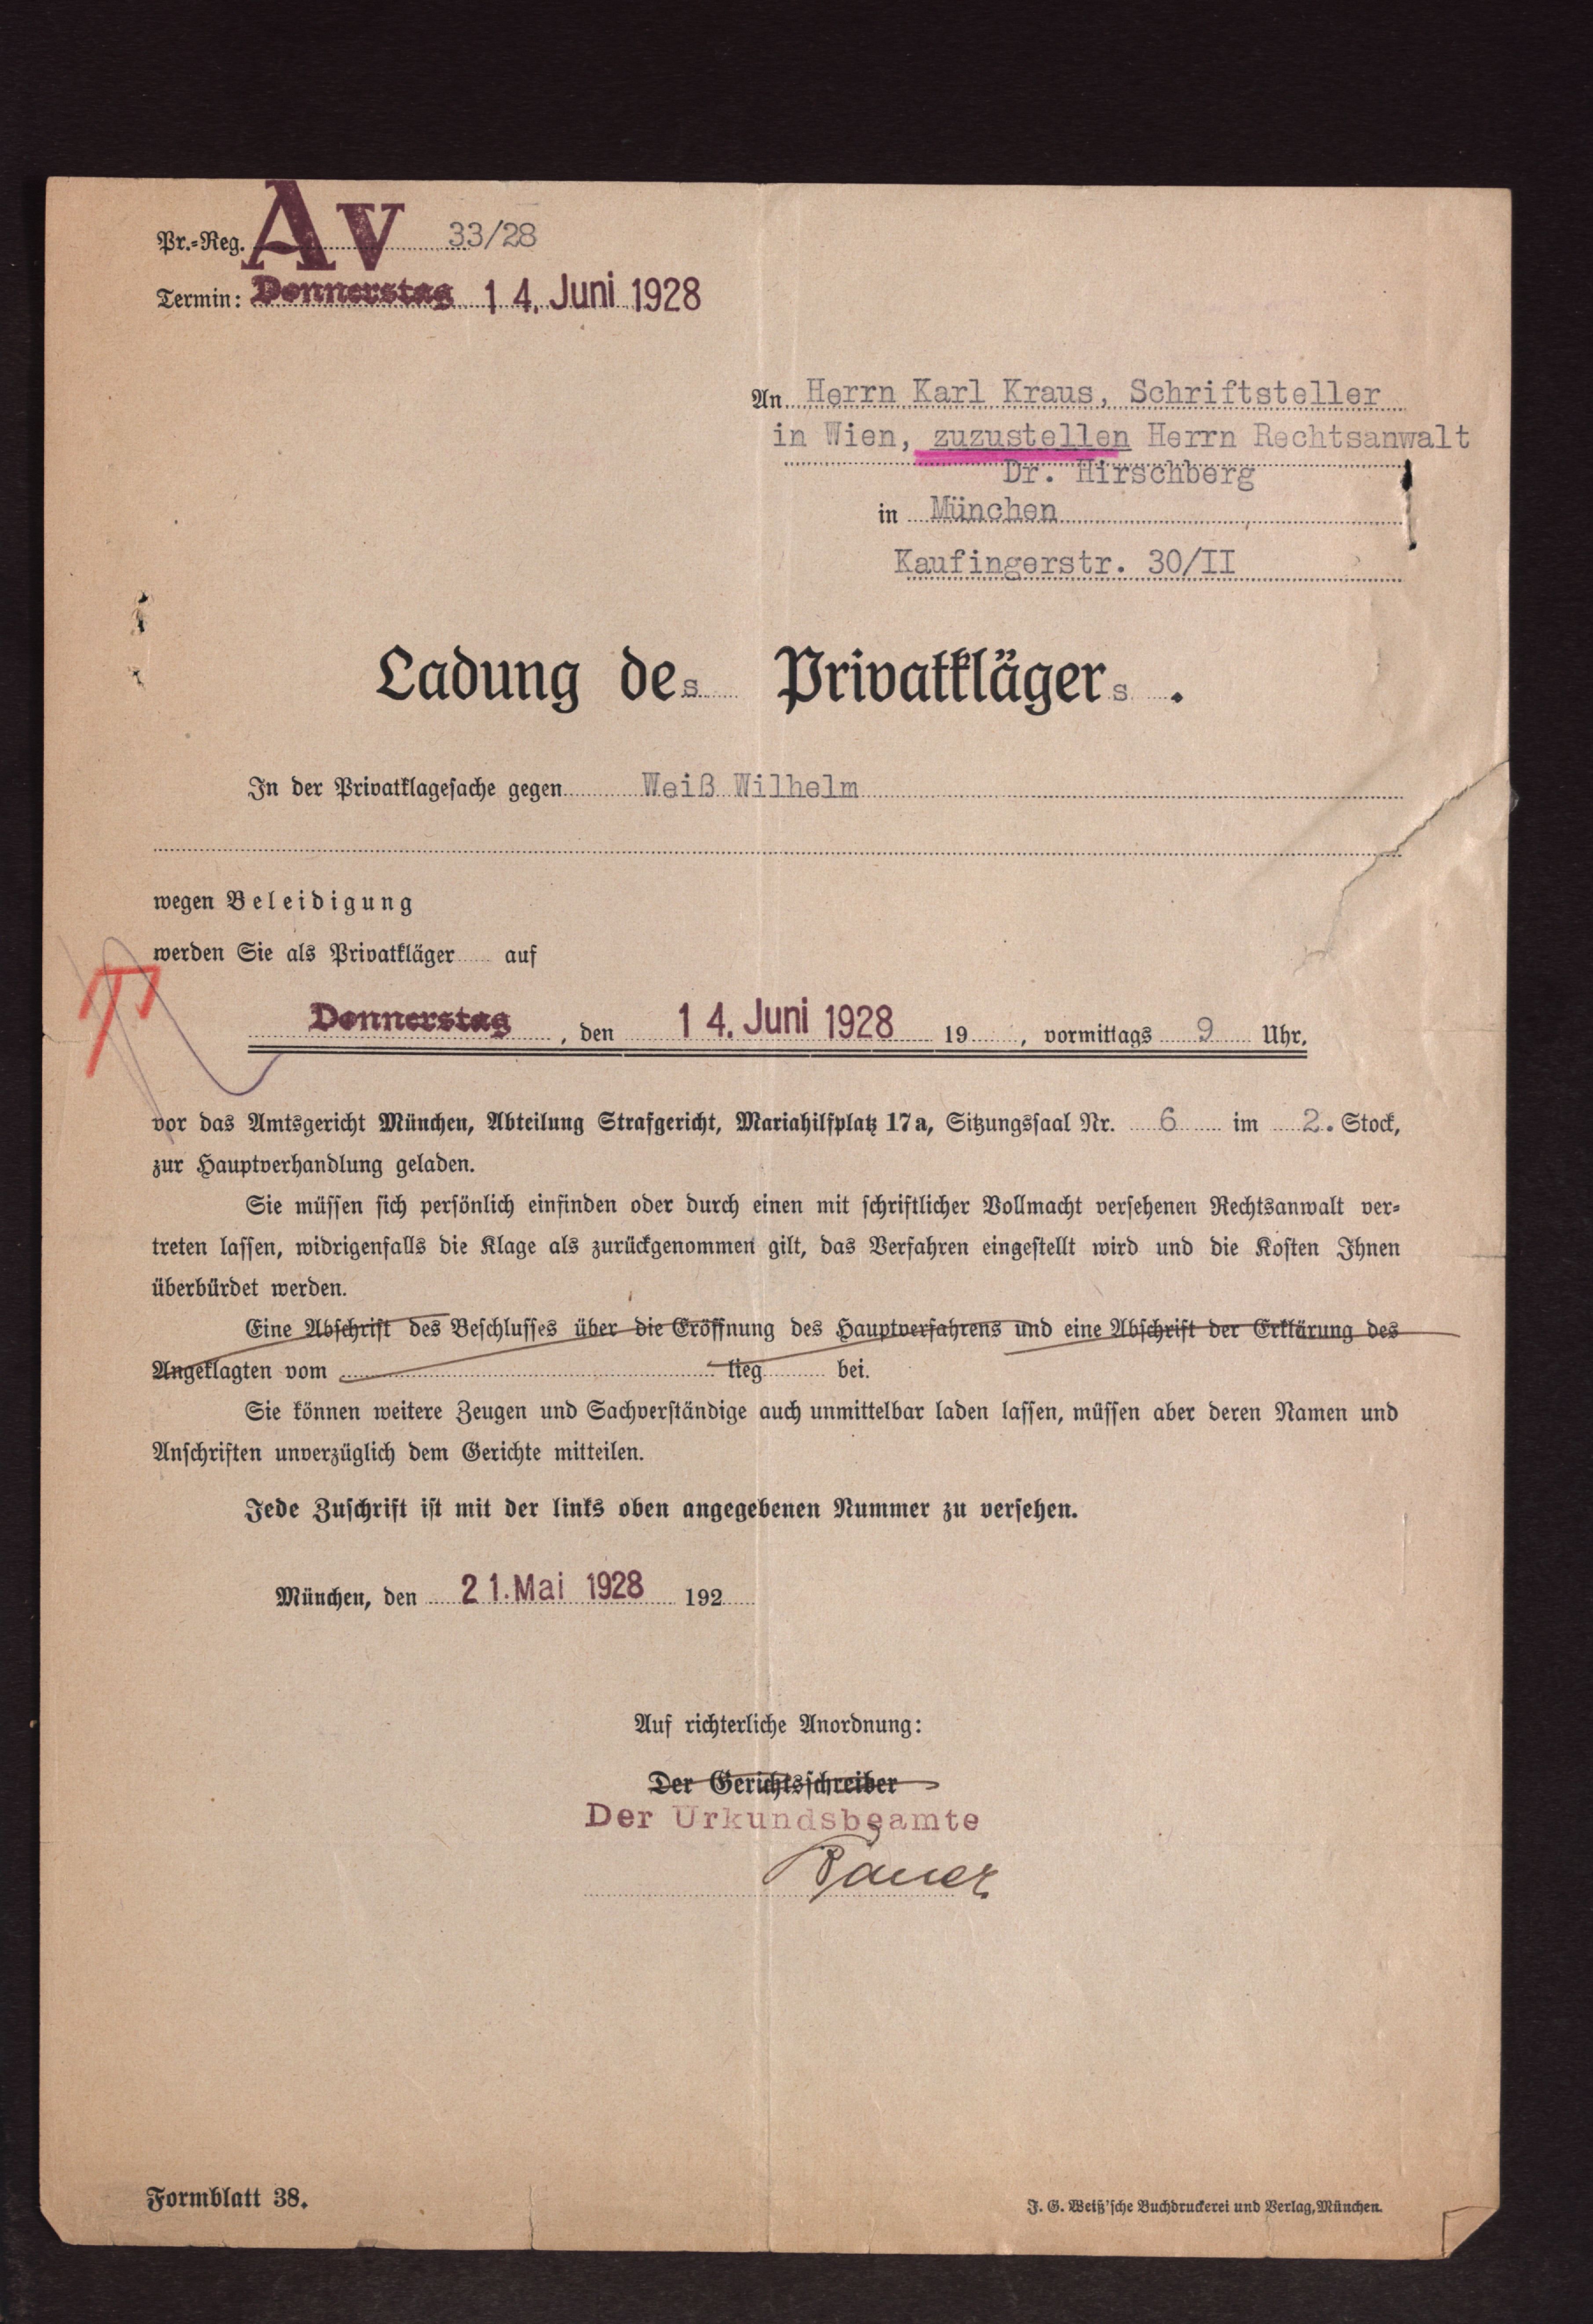 Pr.-Reg. AV 33/28
Termin: Donnerstag 14. Juni 1928
An Herrn Karl Kraus, Schriftsteller
in Wien, zuzustellen Herrn Rechtsanwalt
Dr. Hirschberg
in München
Kaufingerstr. 30/II
Ladung des Privatklägers.
In der Privatklagesache gegen Weiß Wilhelm
wegen Beleidigung
werden Sie als Privatkläger auf
Donnerstag, den 14. Juni 1928 19 , vormittags 9 Uhr.
vor das Amtsgericht München, Abteilung Strafgericht, Mariahilfplatz 17a, Sitzungssaal Nr. 6 im 2. Stock,
zur Hauptverhandlung geladen.
Sie müssen sich persönlich einfinden oder durch einen mit schriftlicher Vollmacht versehenen Rechtsanwalt ver-
treten lassen, widrigenfalls die Klage als zurückgenommen gilt, das Verfahren eingestellt wird und die Kosten Ihnen
überbürdet werden.
Eine Abschrift des Beschlusses über die Eröffnung des Hauptverfahrens und eine Abschrift der Erklärung des
Angeklagten vom lieg bei.
Sie können weitere Zeugen und Sachverständige auch unmittelbar laden lassen, müssen aber deren Namen und
Anschriften unverzüglich dem Gerichte mitteilen.
Jede Zuschrift ist mit der links oben angegebenen Nummer zu versehen.
München, den 21. Mai 1928 192
Auf richterliche Anordnung:
Der Gerichtsschreiber
Der Urkundsbeamte
Bauer
Formblatt 38.
J. G. Weiß'sche Buchdruckerei und Verlag, München.